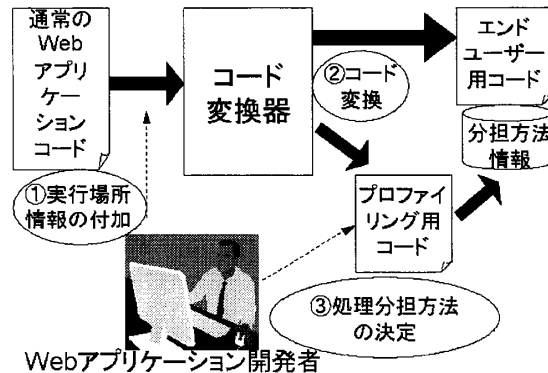 通常の
Web
アプリ
ケー
ション
コード
①実行場所
情報の付加
コード
変換器
②コード
変換
エンド
ユーザー
用コード
分担方法
情報
プロファイ
リング用
コード
③処理分担方法
の決定
Webアプリケーション開発者